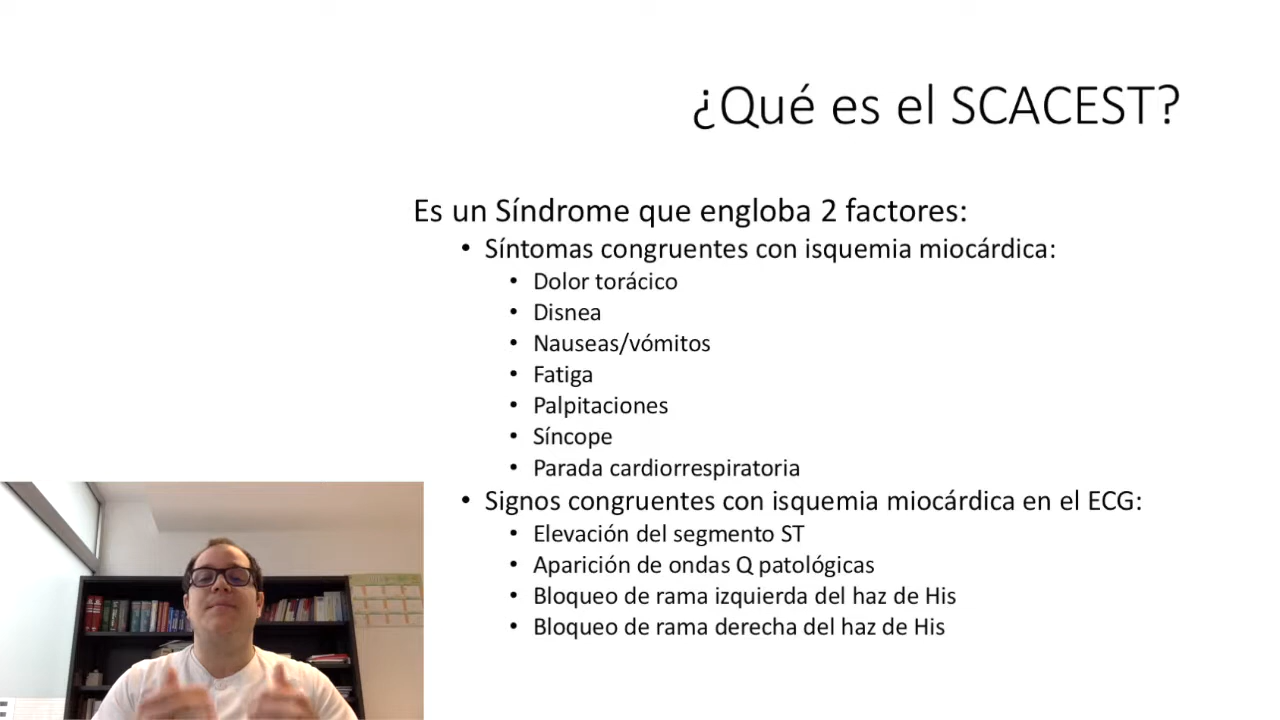 ¿Qué es el SCACEST?
Es un Síndrome que engloba 2 factores:
• Síntomas congruentes con isquemia miocárdica:
• Dolor torácico
• Disnea
• Nauseas/vómitos
• Fatiga
• Palpitaciones
• Síncope
• Parada cardiorrespiratoria
• Signos congruentes con isquemia miocárdica en el ECG:
• Elevación del segmento ST
• Aparición de ondas Q patológicas
• Bloqueo de rama izquierda del haz de His
• Bloqueo de rama derecha del haz de His